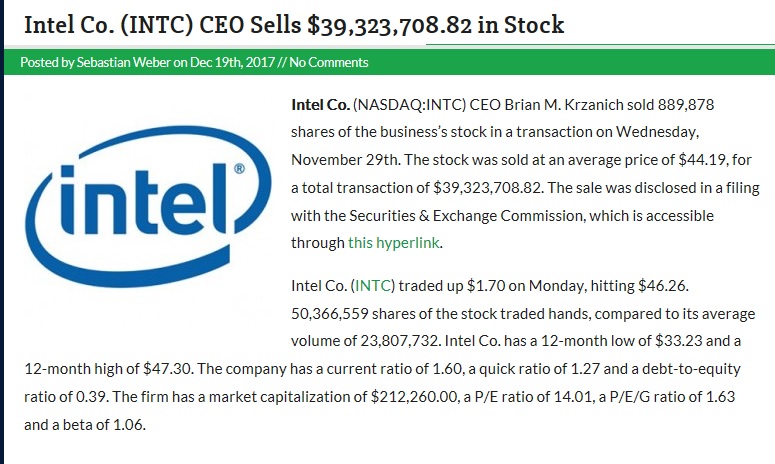 Intel Co. (INTC) CEO Sells $39,323,708.82 in Stock
Posted by Sebastian Weber on Dec 19th, 2017 // No Comments
intel®
Intel Co. (NASDAQ:INTC) CEO Brian M. Krzanich sold 889,878
shares of the business’s stock in a transaction on Wednesday,
November 29th. The stock was sold at an average price of $44.19, for
a total transaction of $39,323,708.82. The sale was disclosed in a filing
with the Securities & Exchange Commission, which is accessible
through this hyperlink.
Intel Co. (INTC) traded up $1.70 on Monday, hitting $46.26.
50,366,559 shares of the stock traded hands, compared to its average
volume of 23,807,732. Intel Co. has a 12-month low of $33.23 and a
12-month high of $47.30. The company has a current ratio of 1.60, a quick ratio of 1.27 and a debt-to-equity
ratio of 0.39. The firm has a market capitalization of $212,260.00, a P/E ratio of 14.01, a P/E/G ratio of 1.63
and a beta of 1.06.